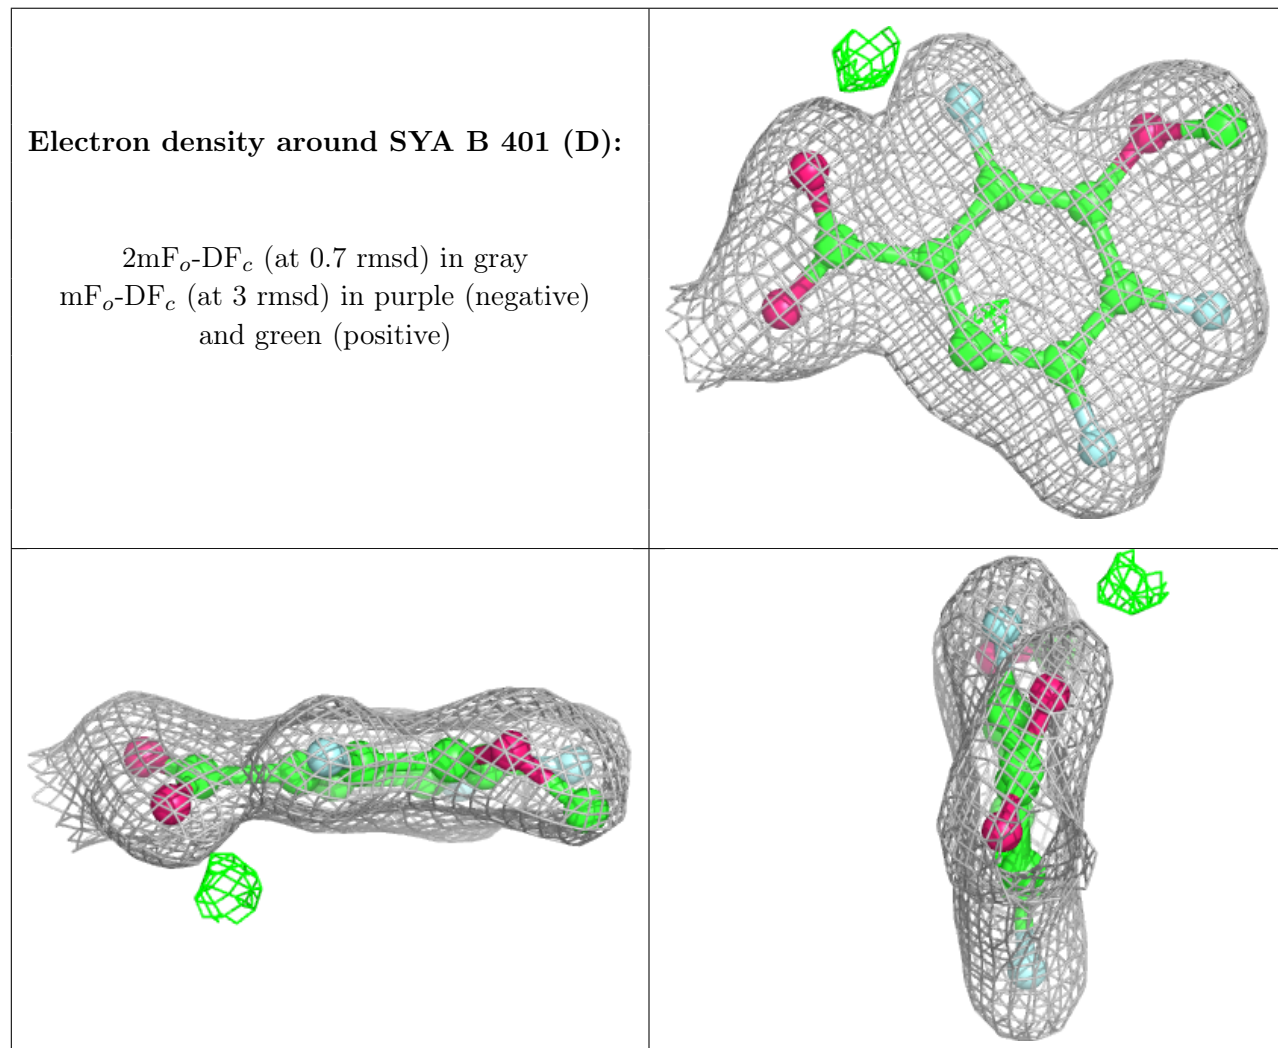 Electron density around SYA B 401 (D):
2mFo-DFc (at 0.7 rmsd) in gray
mFo-DFc (at 3 rmsd) in purple (negative)
and green (positive)